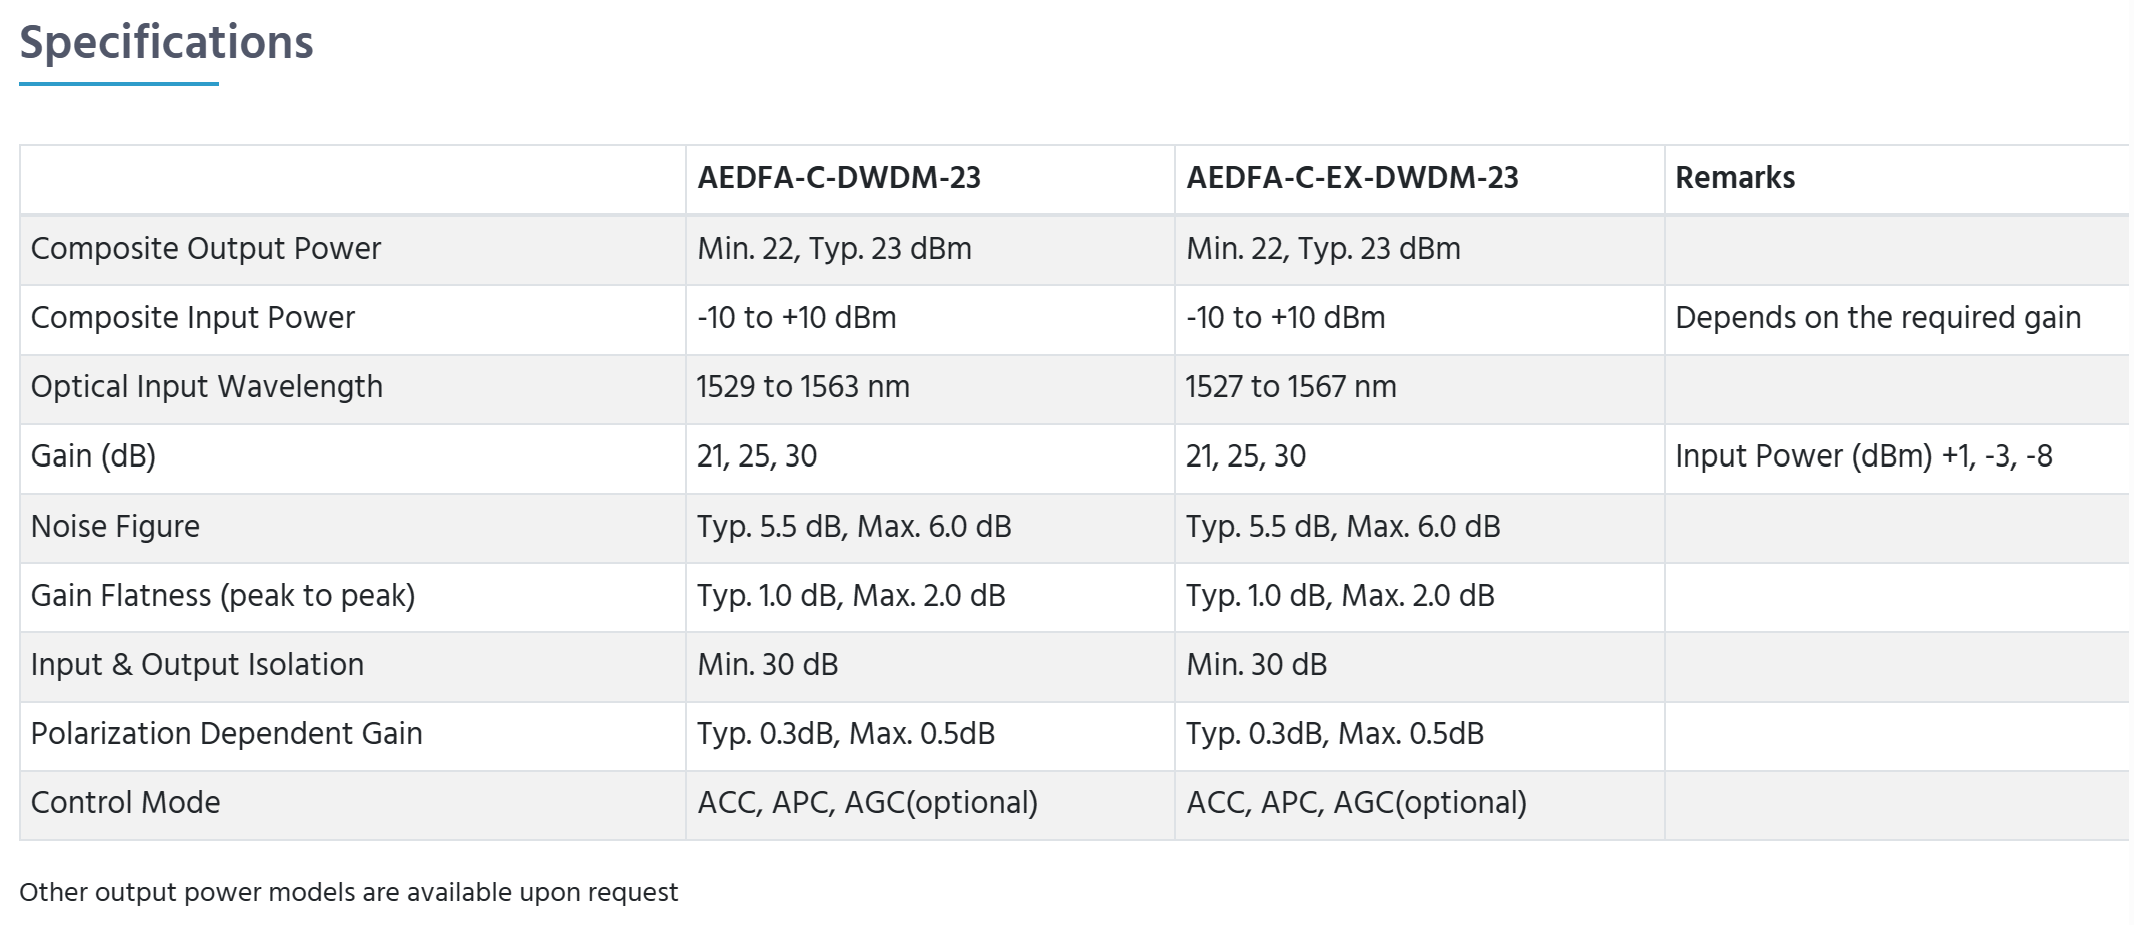 Specifications
AEDFA-C-DWDM-23 AEDFA-C-EX-DWDM-23 Remarks
Composite Output Power Min. 22, Typ. 23 dBm Min. 22, Typ. 23 dBm
Composite Input Power -10 to +10 dBm -10 to +10 dBm Depends on the required gain
Optical Input Wavelength 1529 to 1563 nm 1527 to 1567 nm
Gain (dB) 21, 25, 30 21, 25, 30 Input Power (dBm) +1, -3, -8
Noise Figure Typ. 5.5 dB, Max. 6.0 dB Typ. 5.5 dB, Max. 6.0 dB
Gain Flatness (peak to peak) Typ. 1.0 dB, Max. 2.0 dB Typ. 1.0 dB, Max. 2.0 dB
Input & Output Isolation Min. 30 dB Min. 30 dB
Polarization Dependent Gain Typ. 0.3dB, Max. 0.5dB Typ. 0.3dB, Max. 0.5dB
Control Mode ACC, APC, AGC(optional) ACC, APC, AGC(optional)
Other output power models are available upon request